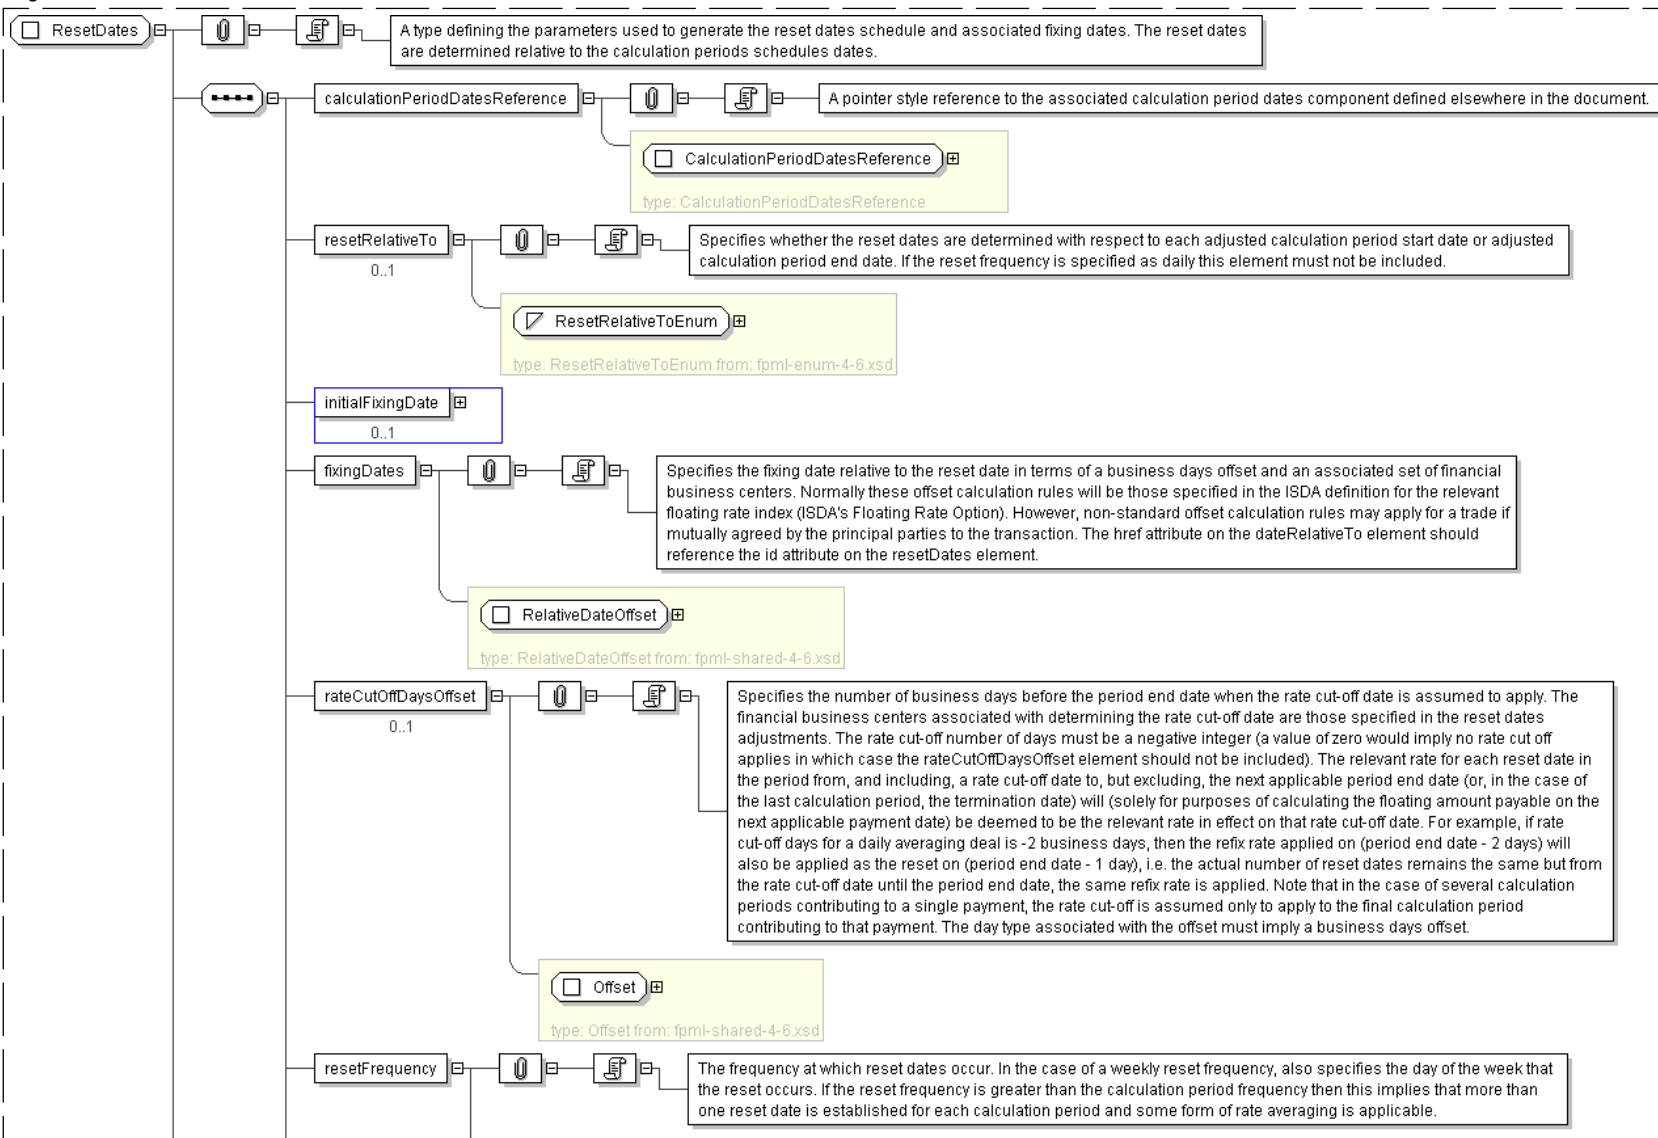 ResetDates
A type defining the parameters used to generate the reset dates schedule and associated fixing dates. The reset dates
are determined relative to the calculation periods schedules dates.
calculationPeriodDatesReference
A pointer style reference to the associated calculation period dates component defined elsewhere in the document.
CalculationPeriodDatesReference
type: CalculationPeriodDatesReference
resetRelativeTo
0..1
Specifies whether the reset dates are determined with respect to each adjusted calculation period start date or adjusted
calculation period end date. If the reset frequency is specified as daily this element must not be included.
ResetRelativeToEnum
type: ResetRelativeToEnum from: fpml-enum-4-6.xsd
initialFixingDate
0..1
fixingDates
Specifies the fixing date relative to the reset date in terms of a business days offset and an associated set of financial
business centers. Normally these offset calculation rules will be those specified in the ISDA definition for the relevant
floating rate index (ISDA's Floating Rate Option). However, non-standard offset calculation rules may apply for a trade if
mutually agreed by the principal parties to the transaction. The href attribute on the dateRelativeTo element should
reference the id attribute on the resetDates element.
RelativeDateOffset
type: RelativeDateOffset from: fpml-shared-4-6.xsd
rateCutOffDaysOffset
0..1
Specifies the number of business days before the period end date when the rate cut-off date is assumed to apply. The
financial business centers associated with determining the rate cut-off date are those specified in the reset dates
adjustments. The rate cut-off number of days must be a negative integer (a value of zero would imply no rate cut off
applies in which case the rateCutOffDaysOffset element should not be included). The relevant rate for each reset date in
the period from, and including, a rate cut-off date to, but excluding, the next applicable period end date (or, in the case of
the last calculation period, the termination date) will (solely for purposes of calculating the floating amount payable on the
next applicable payment date) be deemed to be the relevant rate in effect on that rate cut-off date. For example, if rate
cut-off days for a daily averaging deal is -2 business days, then the refix rate applied on (period end date - 2 days) will
also be applied as the reset on (period end date - 1 day), i.e. the actual number of reset dates remains the same but from
the rate cut-off date until the period end date, the same refix rate is applied. Note that in the case of several calculation
periods contributing to a single payment, the rate cut-off is assumed only to apply to the final calculation period
contributing to that payment. The day type associated with the offset must imply a business days offset.
Offset
type: Offset from: fpml-shared-4-6.xsd
resetFrequency
The frequency at which reset dates occur. In the case of a weekly reset frequency, also specifies the day of the week that
the reset occurs. If the reset frequency is greater than the calculation period frequency then this implies that more than
one reset date is established for each calculation period and some form of rate averaging is applicable.